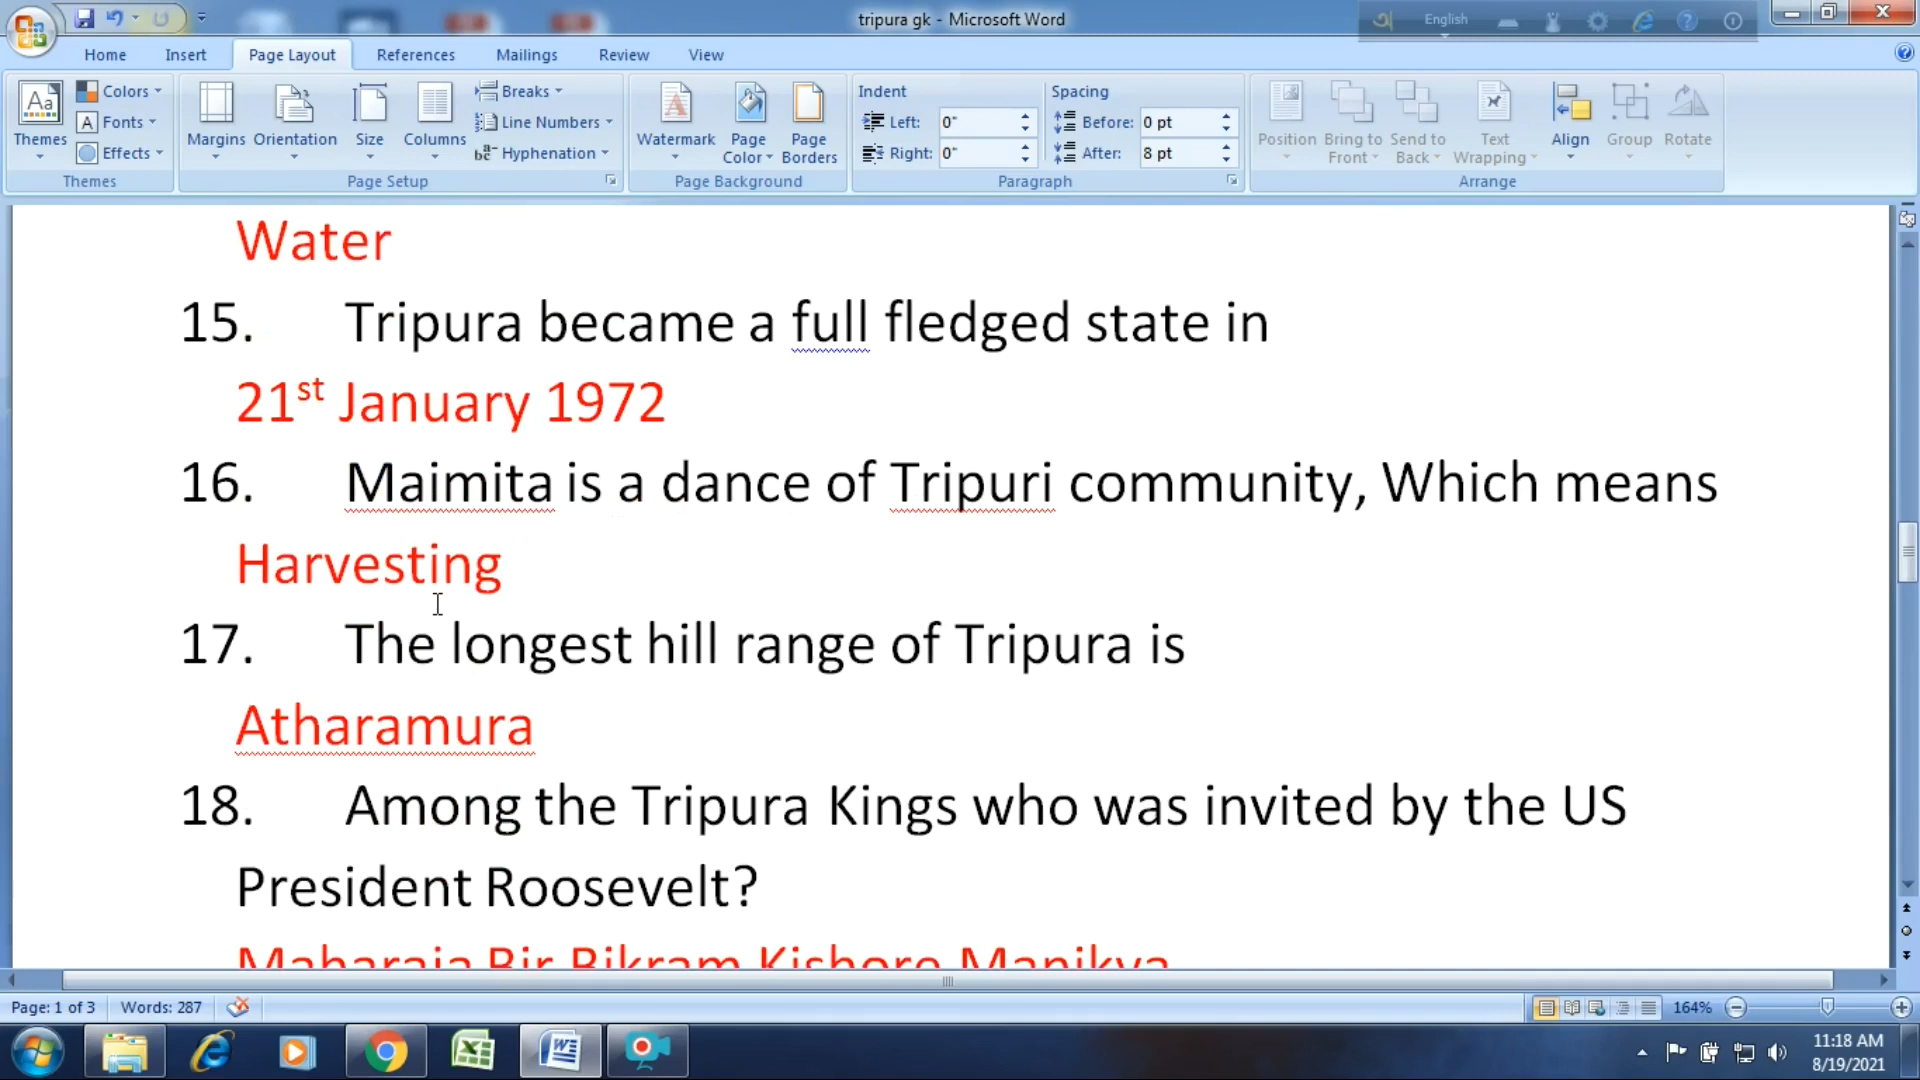 tripura gk - Microsoft Word
English
Home Insert Page Layout References Mailings Review View
Themes
Colors
Fonts
Effects
Themes
Margins Orientation Size Columns
Breaks
Line Numbers
Hyphenation
Page Setup
Watermark Page Color Page Borders
Page Background
Indent
Left: 0"
Right: 0"
Spacing
Before: 0 pt
After: 8 pt
Paragraph
Position Bring to Front Send to Back Text Wrapping Align Group Rotate
Arrange
Water
15. Tripura became a full fledged state in
21st January 1972
16. Maimita is a dance of Tripuri community, Which means
Harvesting
17. The longest hill range of Tripura is
Atharamura
18. Among the Tripura Kings who was invited by the US
President Roosevelt?
Maharaja Bir Bikram Kishore Manikya
Page: 1 of 3 Words: 287 164%
11:18 AM
8/19/2021